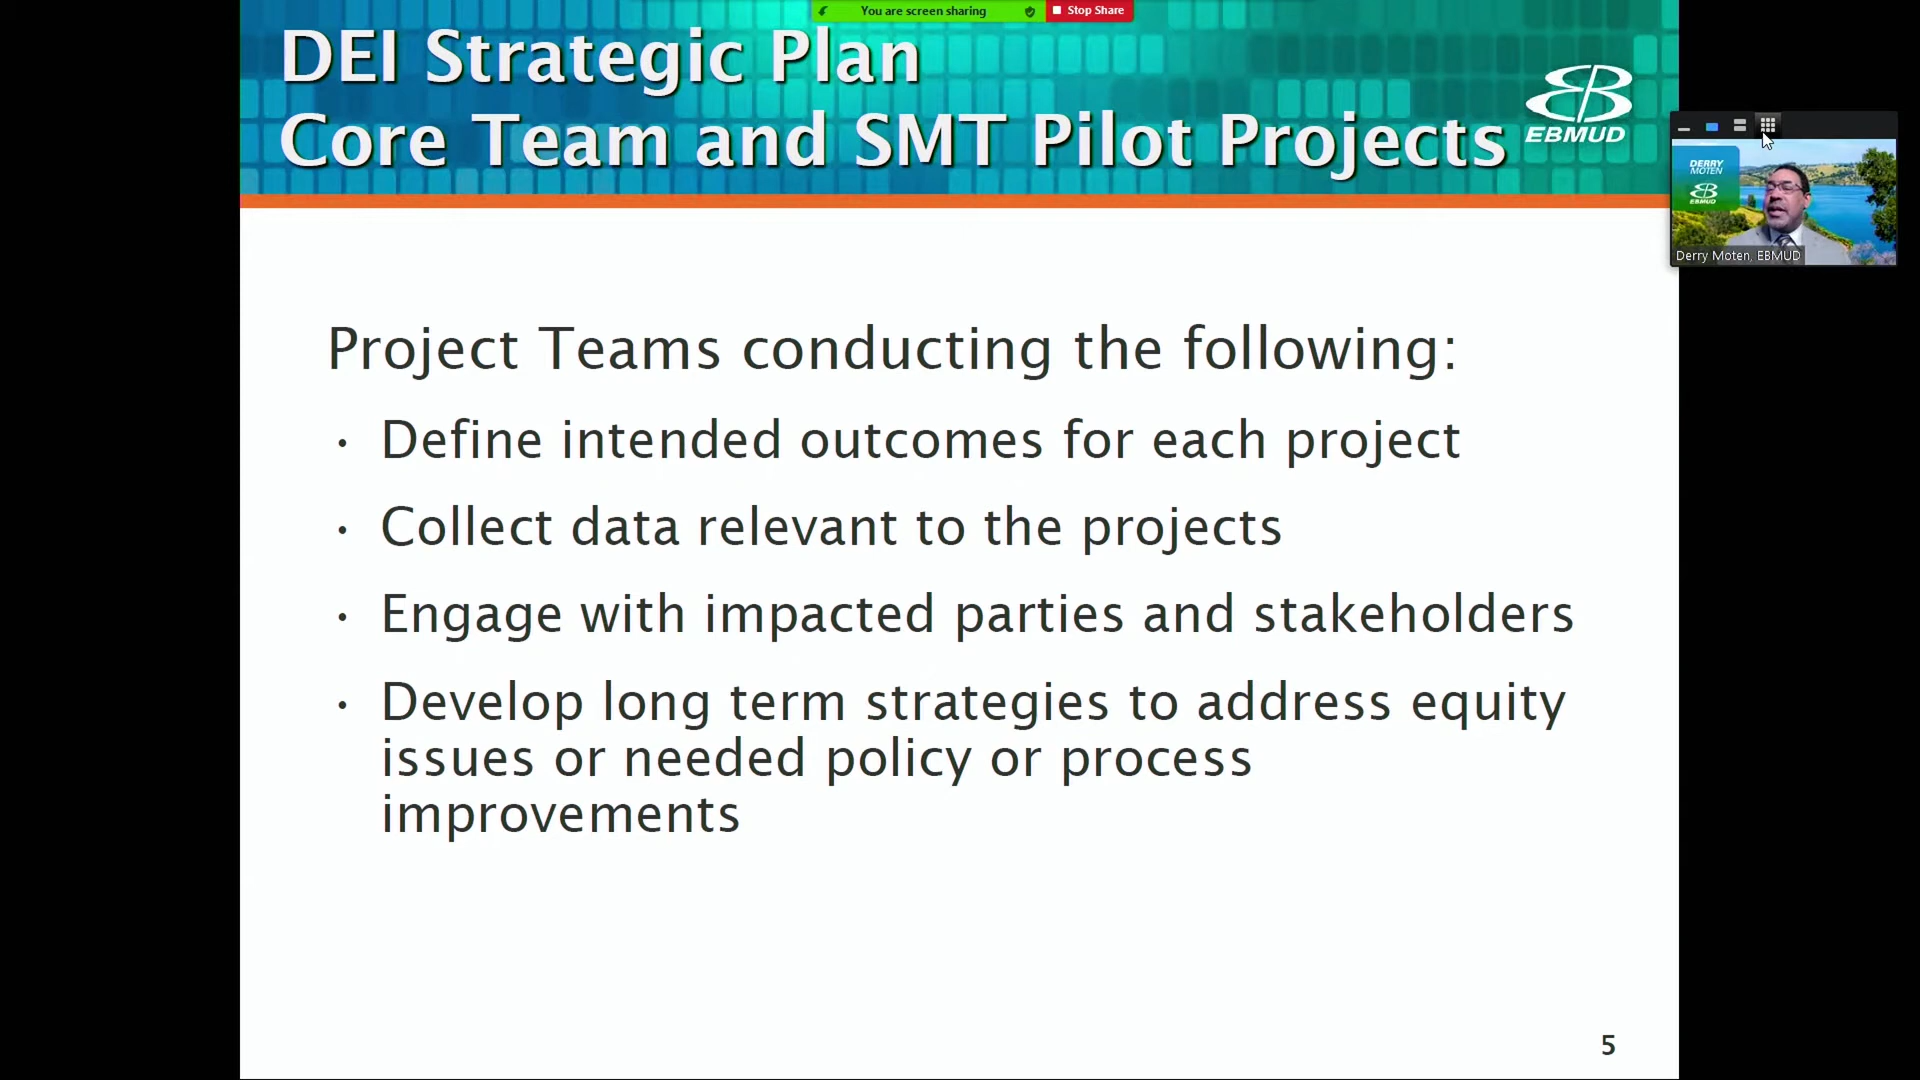 You are screen sharing
Stop Share
DEI Strategic Plan
Core Team and SMT Pilot Projects
EBMUD
DERRY
MOTEN
EBMUD
Derry Moten, EBMUD
Project Teams conducting the following:
• Define intended outcomes for each project
• Collect data relevant to the projects
• Engage with impacted parties and stakeholders
• Develop long term strategies to address equity
issues or needed policy or process
improvements
5